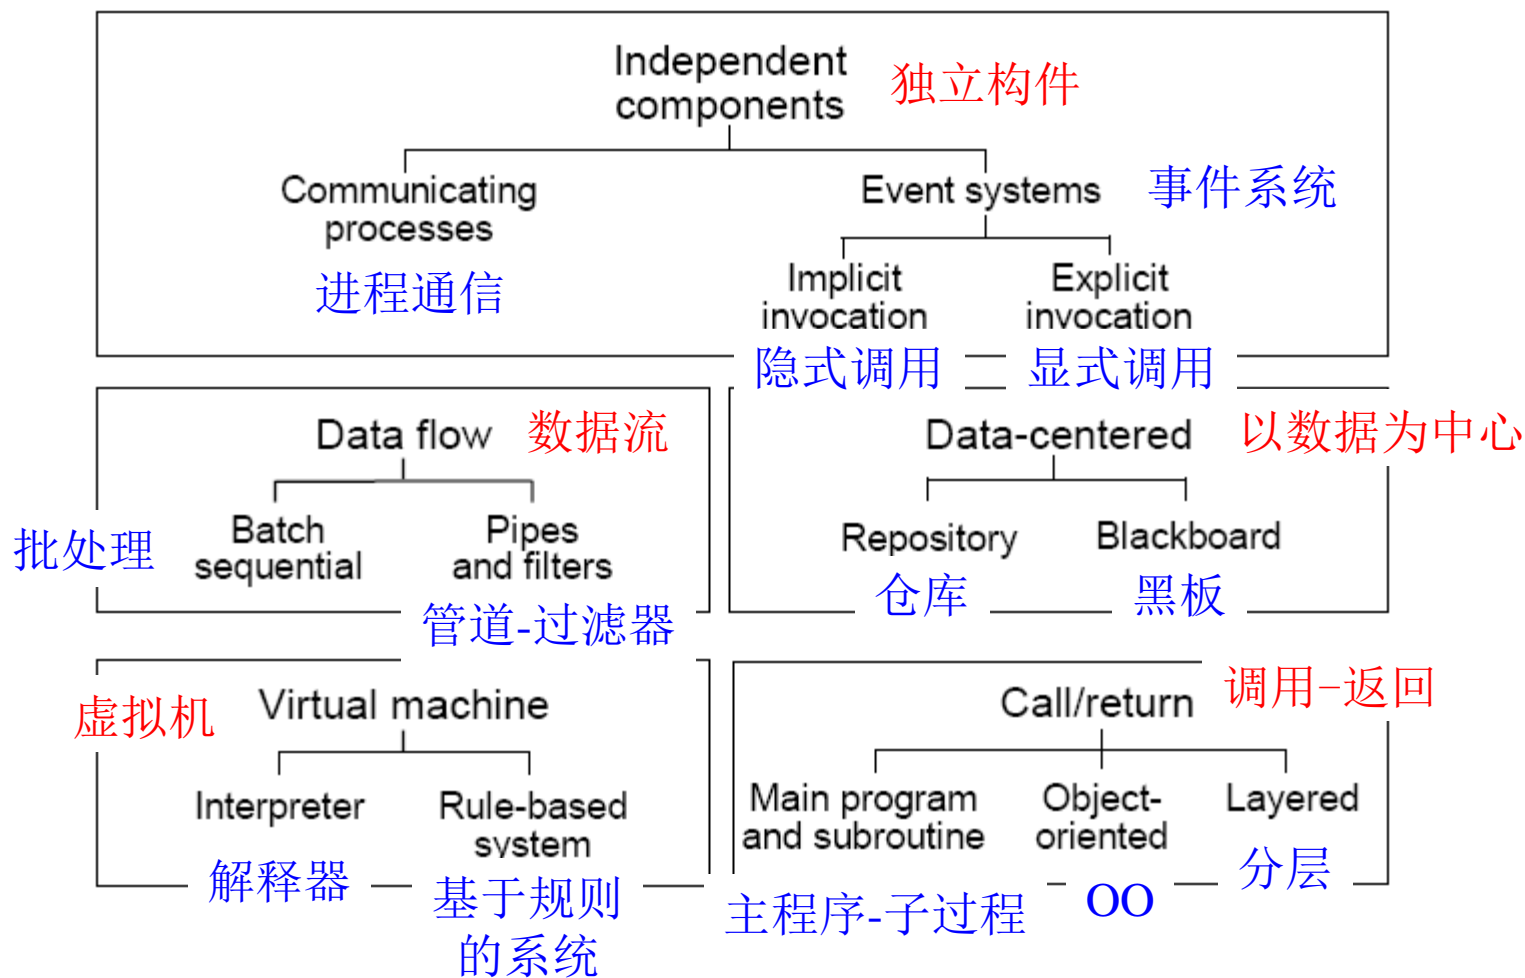 Independent
components
独立构件
Communicating
processes
进程通信
Event systems
事件系统
Implicit
invocation
隐式调用
Explicit
invocation
显式调用
Data flow
数据流
Batch
sequential
批处理
Pipes
and filters
管道-过滤器
Data-centered
以数据为中心
Repository
仓库
Blackboard
黑板
Virtual machine
虚拟机
Interpreter
解释器
Rule-based
system
基于规则
的系统
Call/return
调用-返回
Main program
and subroutine
主程序-子过程
Object-
oriented
OO
Layered
分层